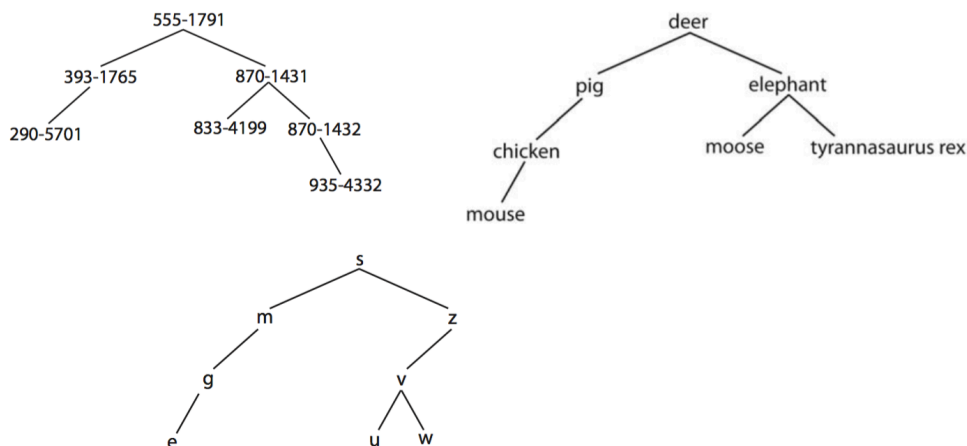 555-1791
393-1765 870-1431
290-5701 833-4199 870-1432
935-4332
deer
pig elephant
chicken moose tyrannasaurus rex
mouse
s
m z
g v
e u w